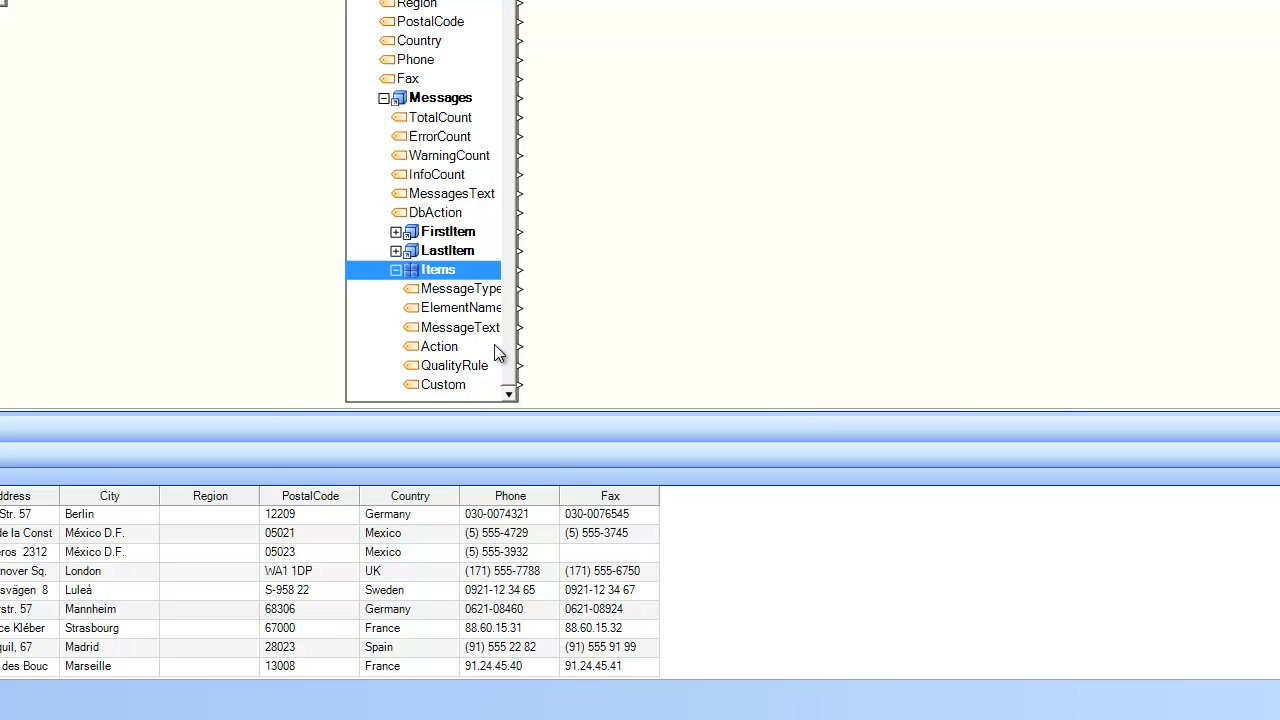 Region
PostalCode
Country
Phone
Fax
Messages
TotalCount
ErrorCount
WarningCount
InfoCount
MessagesText
DbAction
FirstItem
LastItem
Items
MessageType
ElementName
MessageText
Action
QualityRule
Custom
ddress City Region PostalCode Country Phone Fax
Str. 57 Berlin 12209 Germany 030-0074321 030-0076545
de la Const México D.F. 05021 Mexico (5) 555-4729 (5) 555-3745
eros 2312 México D.F. 05023 Mexico (5) 555-3932
nover Sq. London WA1 1DP UK (171) 555-7788 (171) 555-6750
svägen 8 Luleå S-958 22 Sweden 0921-12 34 65 0921-12 34 67
rstr. 57 Mannheim 68306 Germany 0621-08460 0621-08924
ce Kléber Strasbourg 67000 France 88.60.15.31 88.60.15.32
quil, 67 Madrid 28023 Spain (91) 555 22 82 (91) 555 91 99
des Bouc Marseille 13008 France 91.24.45.40 91.24.45.41